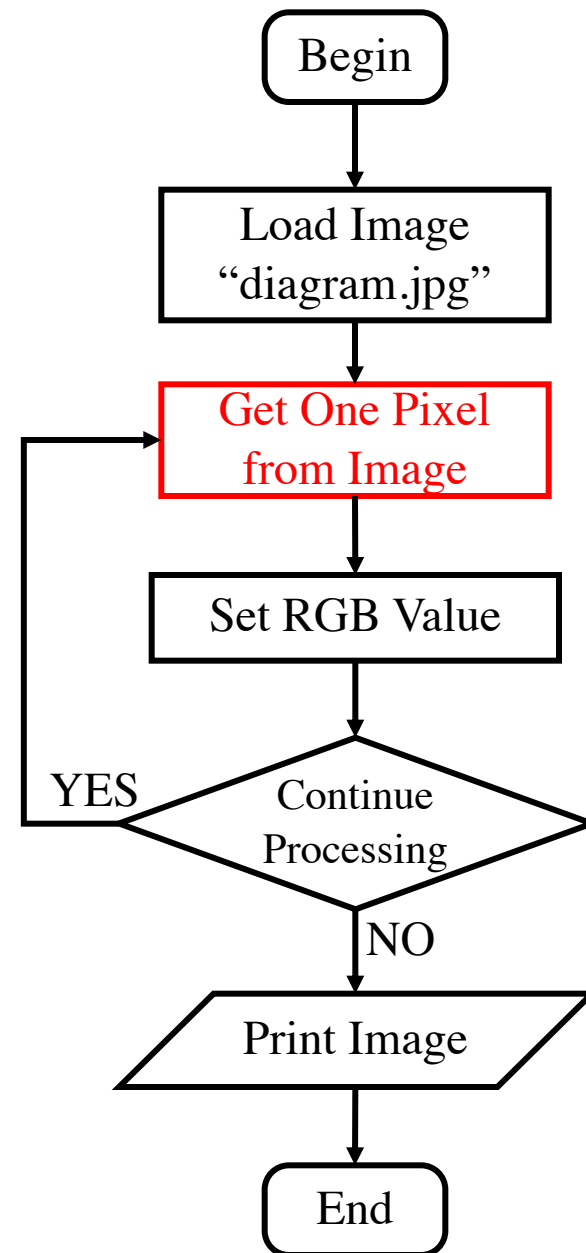 Begin
Load Image
“diagram.jpg”
Get One Pixel
from Image
Set RGB Value
YES
Continue
Processing
NO
Print Image
End